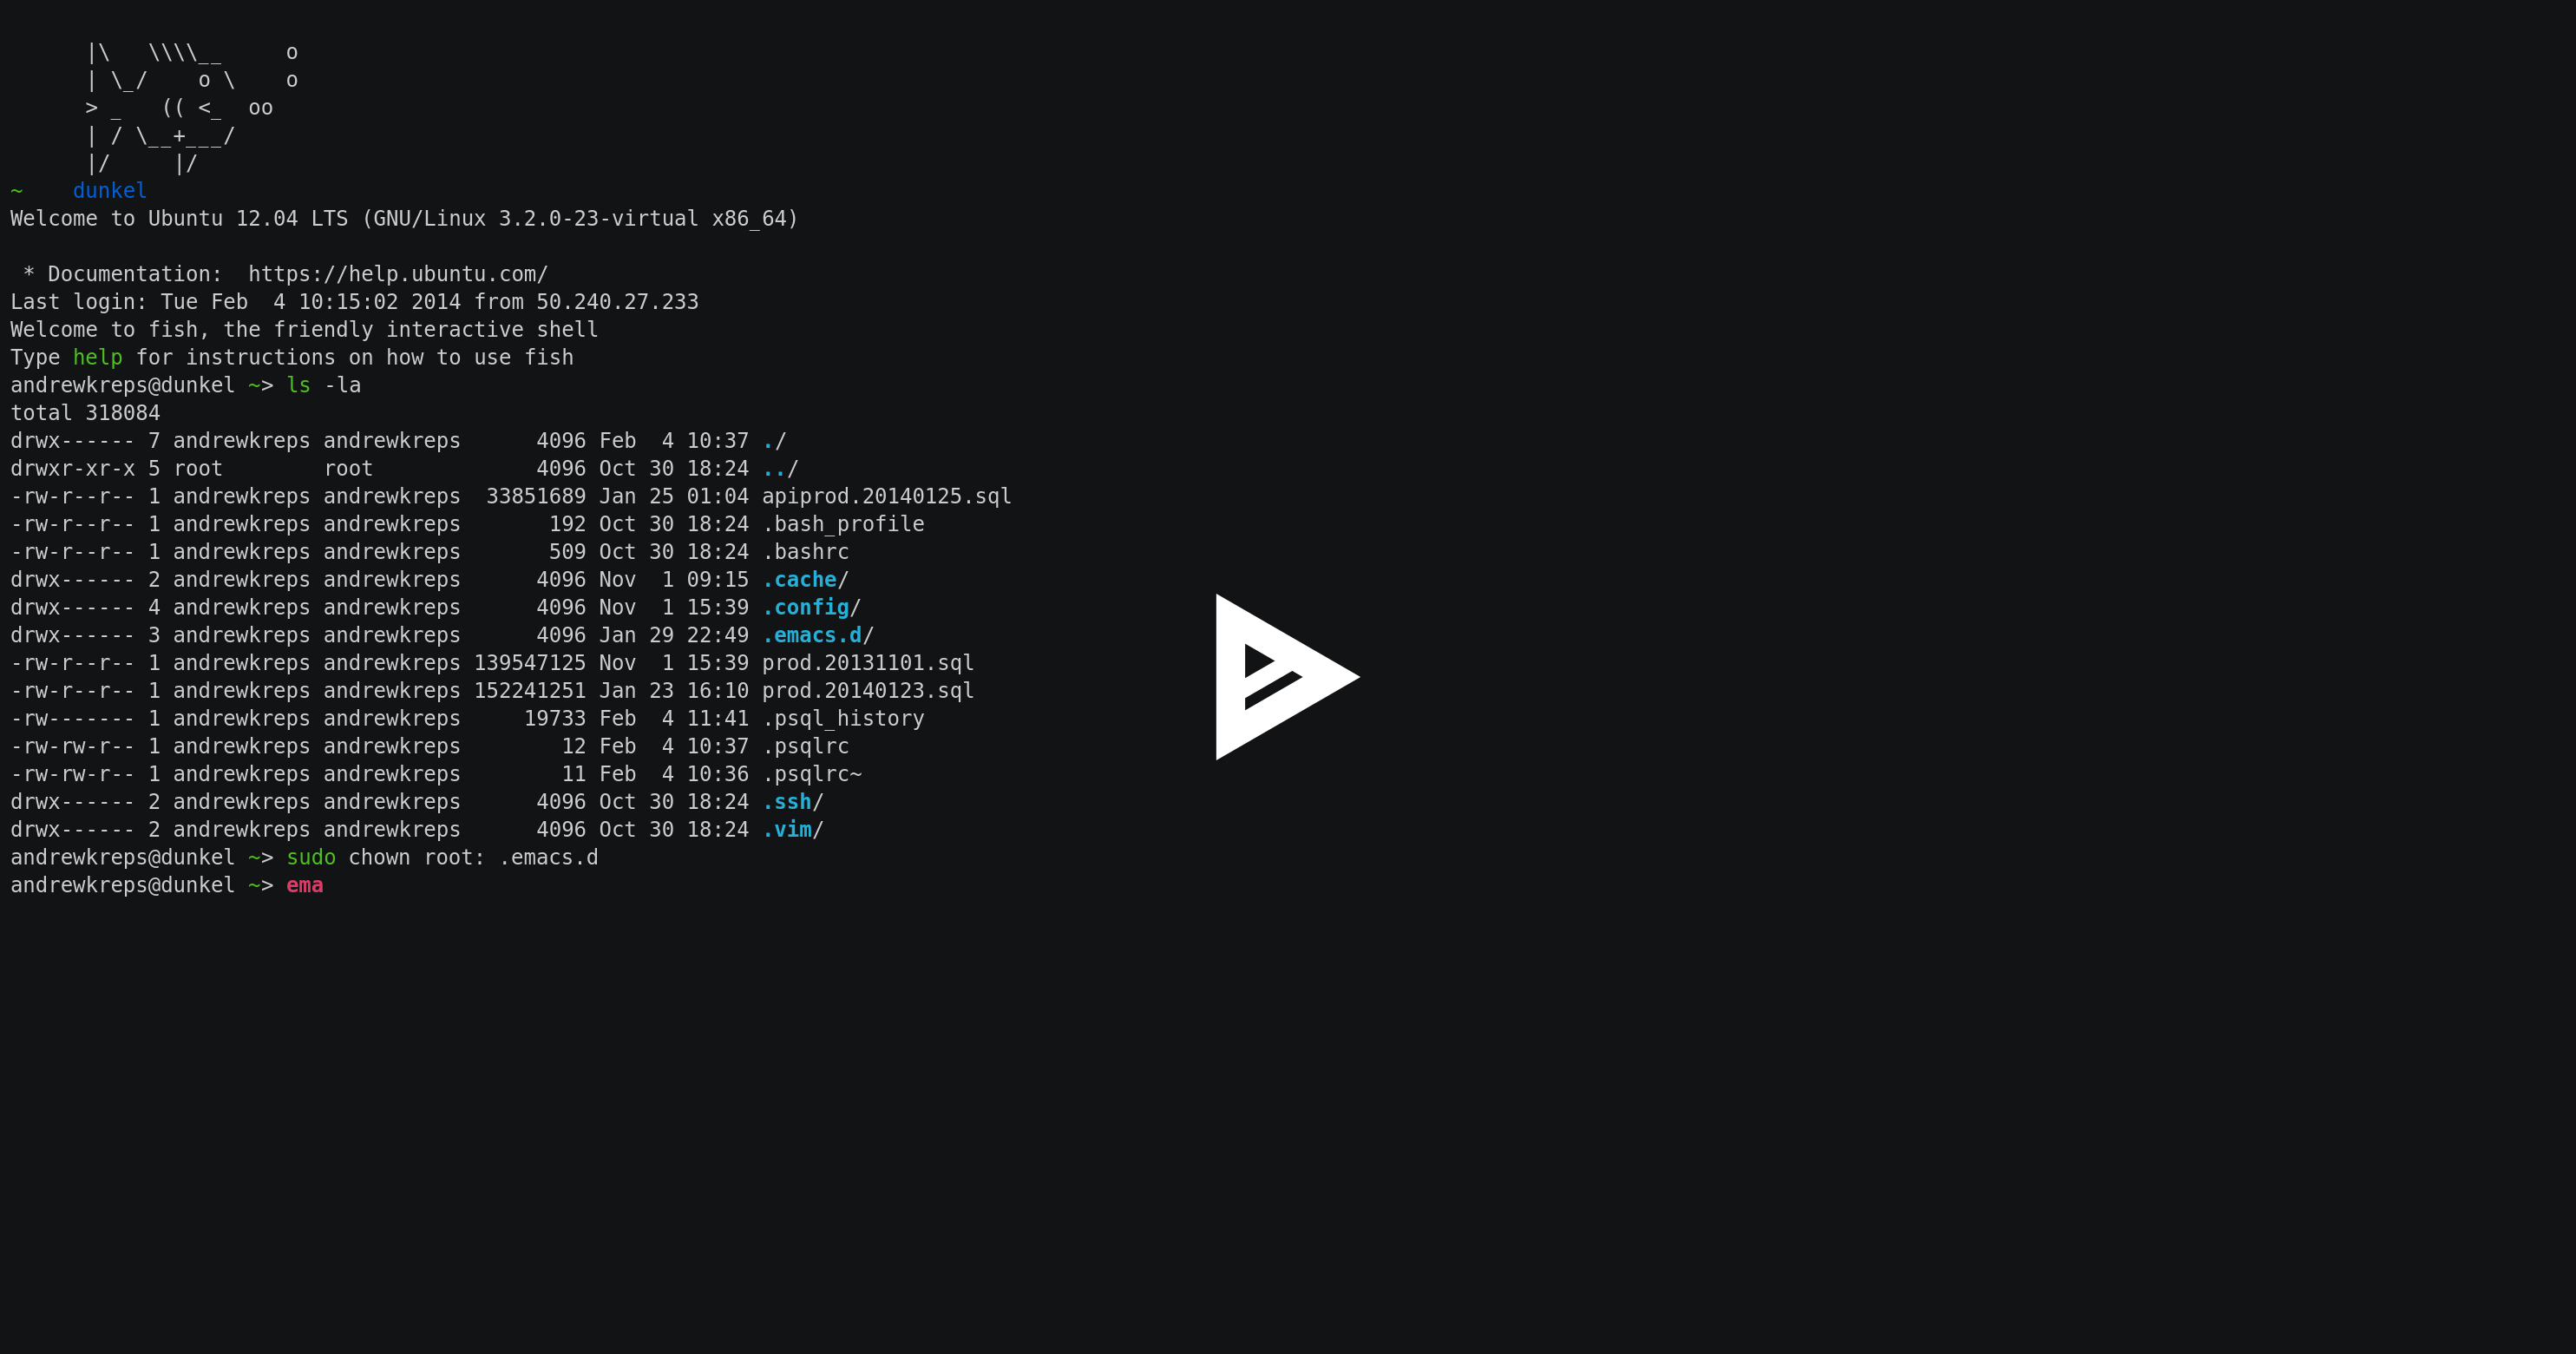 |\   \\\\__     o
      | \_/    o \    o
      > _   (( <_  oo
      | / \__+___/
      |/     |/
~    dunkel
Welcome to Ubuntu 12.04 LTS (GNU/Linux 3.2.0-23-virtual x86_64)

 * Documentation:  https://help.ubuntu.com/
Last login: Tue Feb  4 10:15:02 2014 from 50.240.27.233
Welcome to fish, the friendly interactive shell
Type help for instructions on how to use fish
andrewkreps@dunkel ~> ls -la
total 318084
drwx------ 7 andrewkreps andrewkreps      4096 Feb  4 10:37 ./
drwxr-xr-x 5 root        root             4096 Oct 30 18:24 ../
-rw-r--r-- 1 andrewkreps andrewkreps  33851689 Jan 25 01:04 apiprod.20140125.sql
-rw-r--r-- 1 andrewkreps andrewkreps       192 Oct 30 18:24 .bash_profile
-rw-r--r-- 1 andrewkreps andrewkreps       509 Oct 30 18:24 .bashrc
drwx------ 2 andrewkreps andrewkreps      4096 Nov  1 09:15 .cache/
drwx------ 4 andrewkreps andrewkreps      4096 Nov  1 15:39 .config/
drwx------ 3 andrewkreps andrewkreps      4096 Jan 29 22:49 .emacs.d/
-rw-r--r-- 1 andrewkreps andrewkreps 139547125 Nov  1 15:39 prod.20131101.sql
-rw-r--r-- 1 andrewkreps andrewkreps 152241251 Jan 23 16:10 prod.20140123.sql
-rw------- 1 andrewkreps andrewkreps     19733 Feb  4 11:41 .psql_history
-rw-rw-r-- 1 andrewkreps andrewkreps        12 Feb  4 10:37 .psqlrc
-rw-rw-r-- 1 andrewkreps andrewkreps        11 Feb  4 10:36 .psqlrc~
drwx------ 2 andrewkreps andrewkreps      4096 Oct 30 18:24 .ssh/
drwx------ 2 andrewkreps andrewkreps      4096 Oct 30 18:24 .vim/
andrewkreps@dunkel ~> sudo chown root: .emacs.d
andrewkreps@dunkel ~> ema